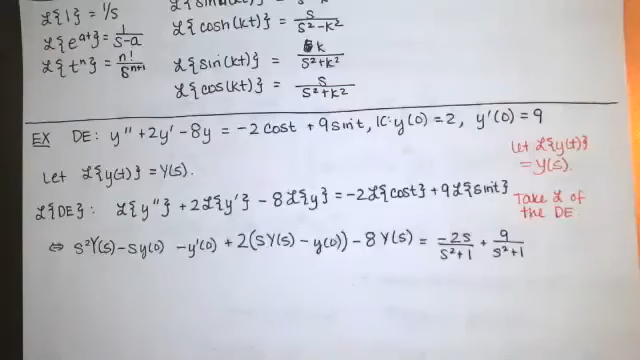 ℒ{1} = 1/s
ℒ{e^{at}} = 1/(s-a)
ℒ{t^n} = n!/s^{n+1}
ℒ{cosh(kt)} = s/(s²-k²)
ℒ{sin(kt)} = k/(s²+k²)
ℒ{cos(kt)} = s/(s²+k²)
EX DE: y'' + 2y' - 8y = -2cost + 9sint, IC: y(0) = 2, y'(0) = 9
Let ℒ{y(t)} = Y(s).
Let ℒ{y(t)}
= Y(s).
ℒ{DE}: ℒ{y''} + 2ℒ{y'} - 8ℒ{y} = -2ℒ{cost} + 9ℒ{sint}
Take ℒ of
the DE
⇔ s²Y(s) - sy(0) - y'(0) + 2(sY(s) - y(0)) - 8Y(s) = -2s/(s²+1) + 9/(s²+1)